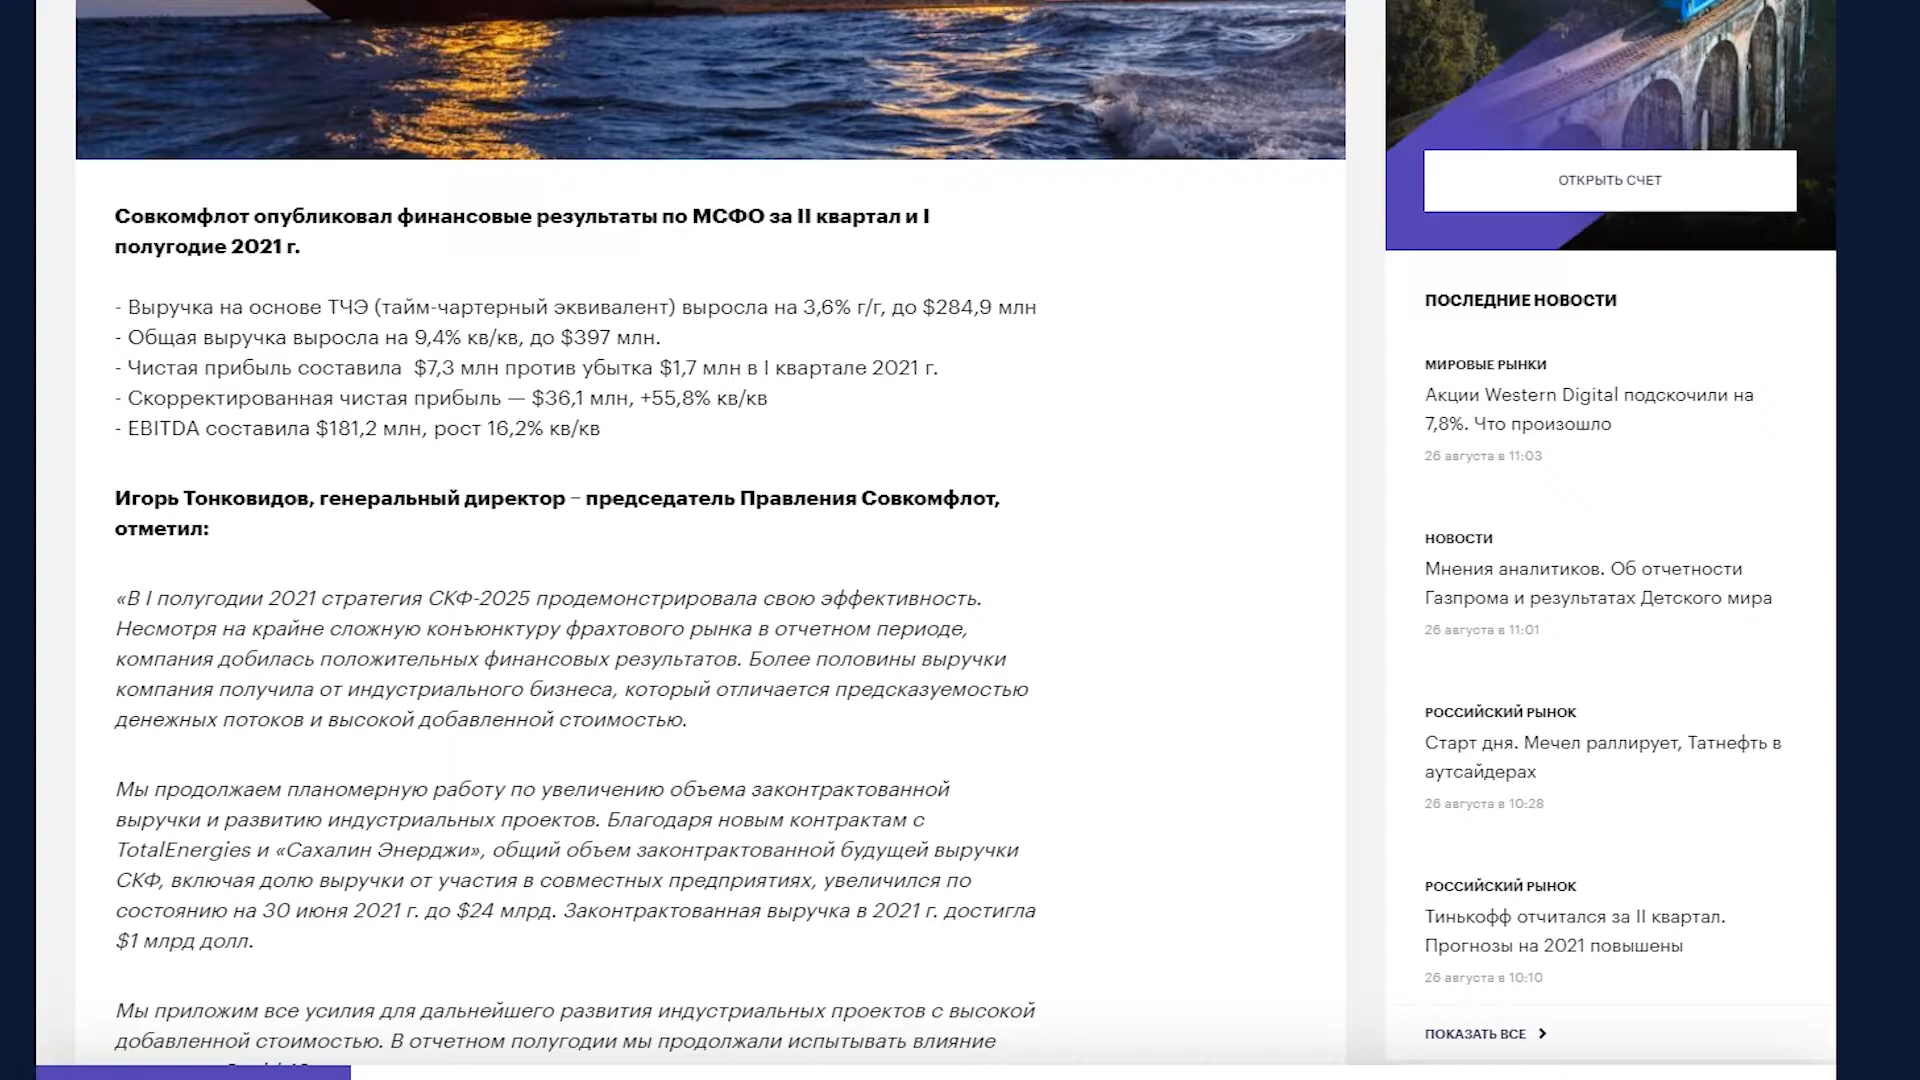 Совкомфлот опубликовал финансовые результаты по МСФО за II квартал и I
полугодие 2021 г.
- Выручка на основе ТЧЭ (тайм-чартерный эквивалент) выросла на 3,6% г/г, до $284,9 млн
- Общая выручка выросла на 9,4% кв/кв, до $397 млн.
- Чистая прибыль составила $7,3 млн против убытка $1,7 млн в I квартале 2021 г.
- Скорректированная чистая прибыль — $36,1 млн, +55,8% кв/кв
- EBITDA составила $181,2 млн, рост 16,2% кв/кв
Игорь Тонковидов, генеральный директор – председатель Правления Совкомфлот,
отметил:
«В I полугодии 2021 стратегия СКФ-2025 продемонстрировала свою эффективность.
Несмотря на крайне сложную конъюнктуру фрахтового рынка в отчетном периоде,
компания добилась положительных финансовых результатов. Более половины выручки
компания получила от индустриального бизнеса, который отличается предсказуемостью
денежных потоков и высокой добавленной стоимостью.
Мы продолжаем планомерную работу по увеличению объема законтрактованной
выручки и развитию индустриальных проектов. Благодаря новым контрактам с
TotalEnergies и «Сахалин Энерджи», общий объем законтрактованной будущей выручки
СКФ, включая долю выручки от участия в совместных предприятиях, увеличился по
состоянию на 30 июня 2021 г. до $24 млрд. Законтрактованная выручка в 2021 г. достигла
$1 млрд долл.
Мы приложим все усилия для дальнейшего развития индустриальных проектов с высокой
добавленной стоимостью. В отчетном полугодии мы продолжали испытывать влияние
ОТКРЫТЬ СЧЕТ
ПОСЛЕДНИЕ НОВОСТИ
МИРОВЫЕ РЫНКИ
Акции Western Digital подскочили на
7,8%. Что произошло
26 августа в 11:03
НОВОСТИ
Мнения аналитиков. Об отчетности
Газпрома и результатах Детского мира
26 августа в 11:01
РОССИЙСКИЙ РЫНОК
Старт дня. Мечел раллирует, Татнефть в
аутсайдерах
26 августа в 10:28
РОССИЙСКИЙ РЫНОК
Тинькофф отчитался за II квартал.
Прогнозы на 2021 повышены
26 августа в 10:10
ПОКАЗАТЬ ВСЕ